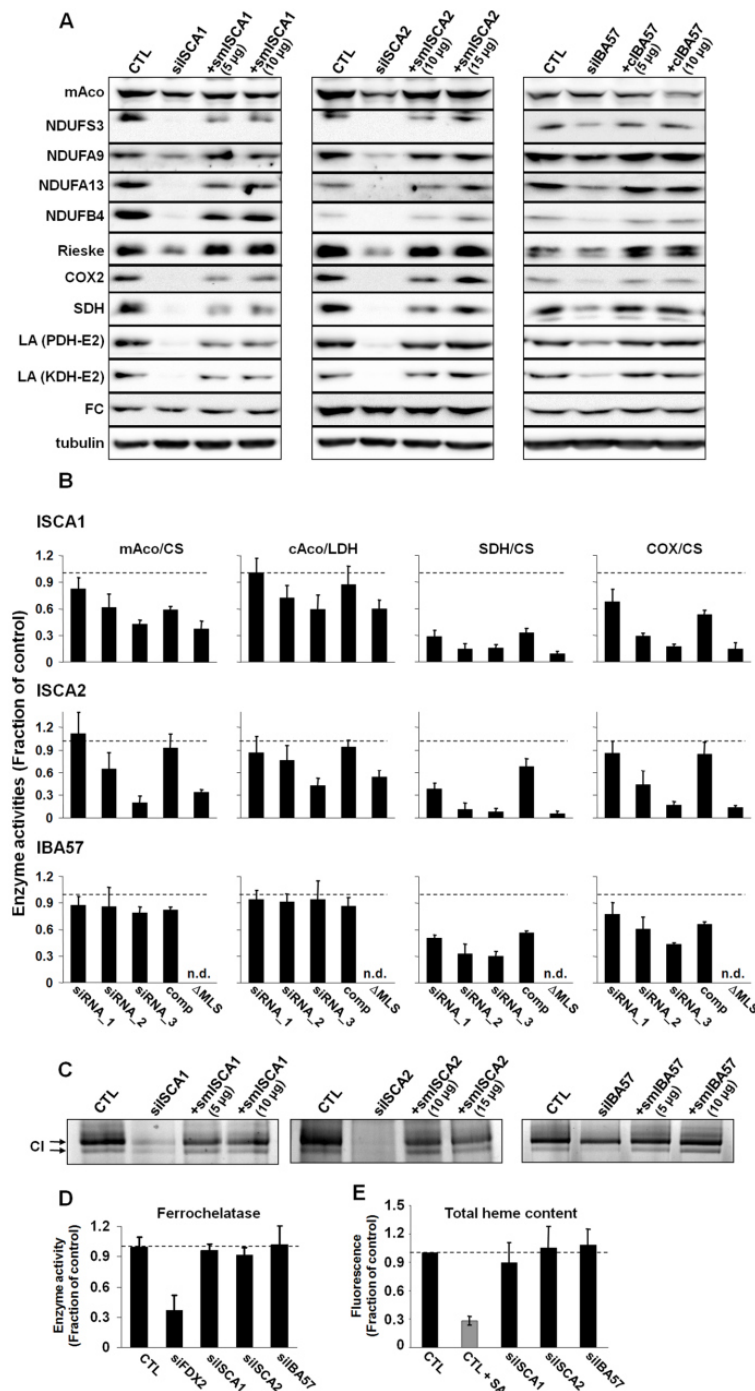 A
CTL siISCA1 +smISCA1 (5 µg) +smISCA1 (10 µg) CTL siISCA2 +smISCA2 (10 µg) +smISCA2 (15 µg) CTL siIBA57 +cIBA57 (5 µg) +cIBA57 (10 µg)
mAco
NDUFS3
NDUFA9
NDUFA13
NDUFB4
Rieske
COX2
SDH
LA (PDH-E2)
LA (KDH-E2)
FC
tubulin
B
Enzyme activities (Fraction of control)
ISCA1
mAco/CS cAco/LDH SDH/CS COX/CS
1.2
0.9
0.6
0.3
0
ISCA2
1.2
0.9
0.6
0.3
0
IBA57
1.2
0.9
0.6
0.3
0
n.d. n.d. n.d. n.d.
siRNA_1 siRNA_2 siRNA_3 comp ΔMLS siRNA_1 siRNA_2 siRNA_3 comp ΔMLS siRNA_1 siRNA_2 siRNA_3 comp ΔMLS siRNA_1 siRNA_2 siRNA_3 comp ΔMLS
C
CTL siISCA1 +smISCA1 (5 µg) +smISCA1 (10 µg) CTL siISCA2 +smISCA2 (10 µg) +smISCA2 (15 µg) CTL siIBA57 +smIBA57 (5 µg) +smIBA57 (10 µg)
CI
D
Ferrochelatase
Enzyme activity (Fraction of control)
1.2
0.9
0.6
0.3
0
CTL siFDX2 siISCA1 siISCA2 siIBA57
E
Total heme content
Fluorescence (Fraction of control)
1.5
1.2
0.9
0.6
0.3
0
CTL CTL + SA siISCA1 siISCA2 siIBA57